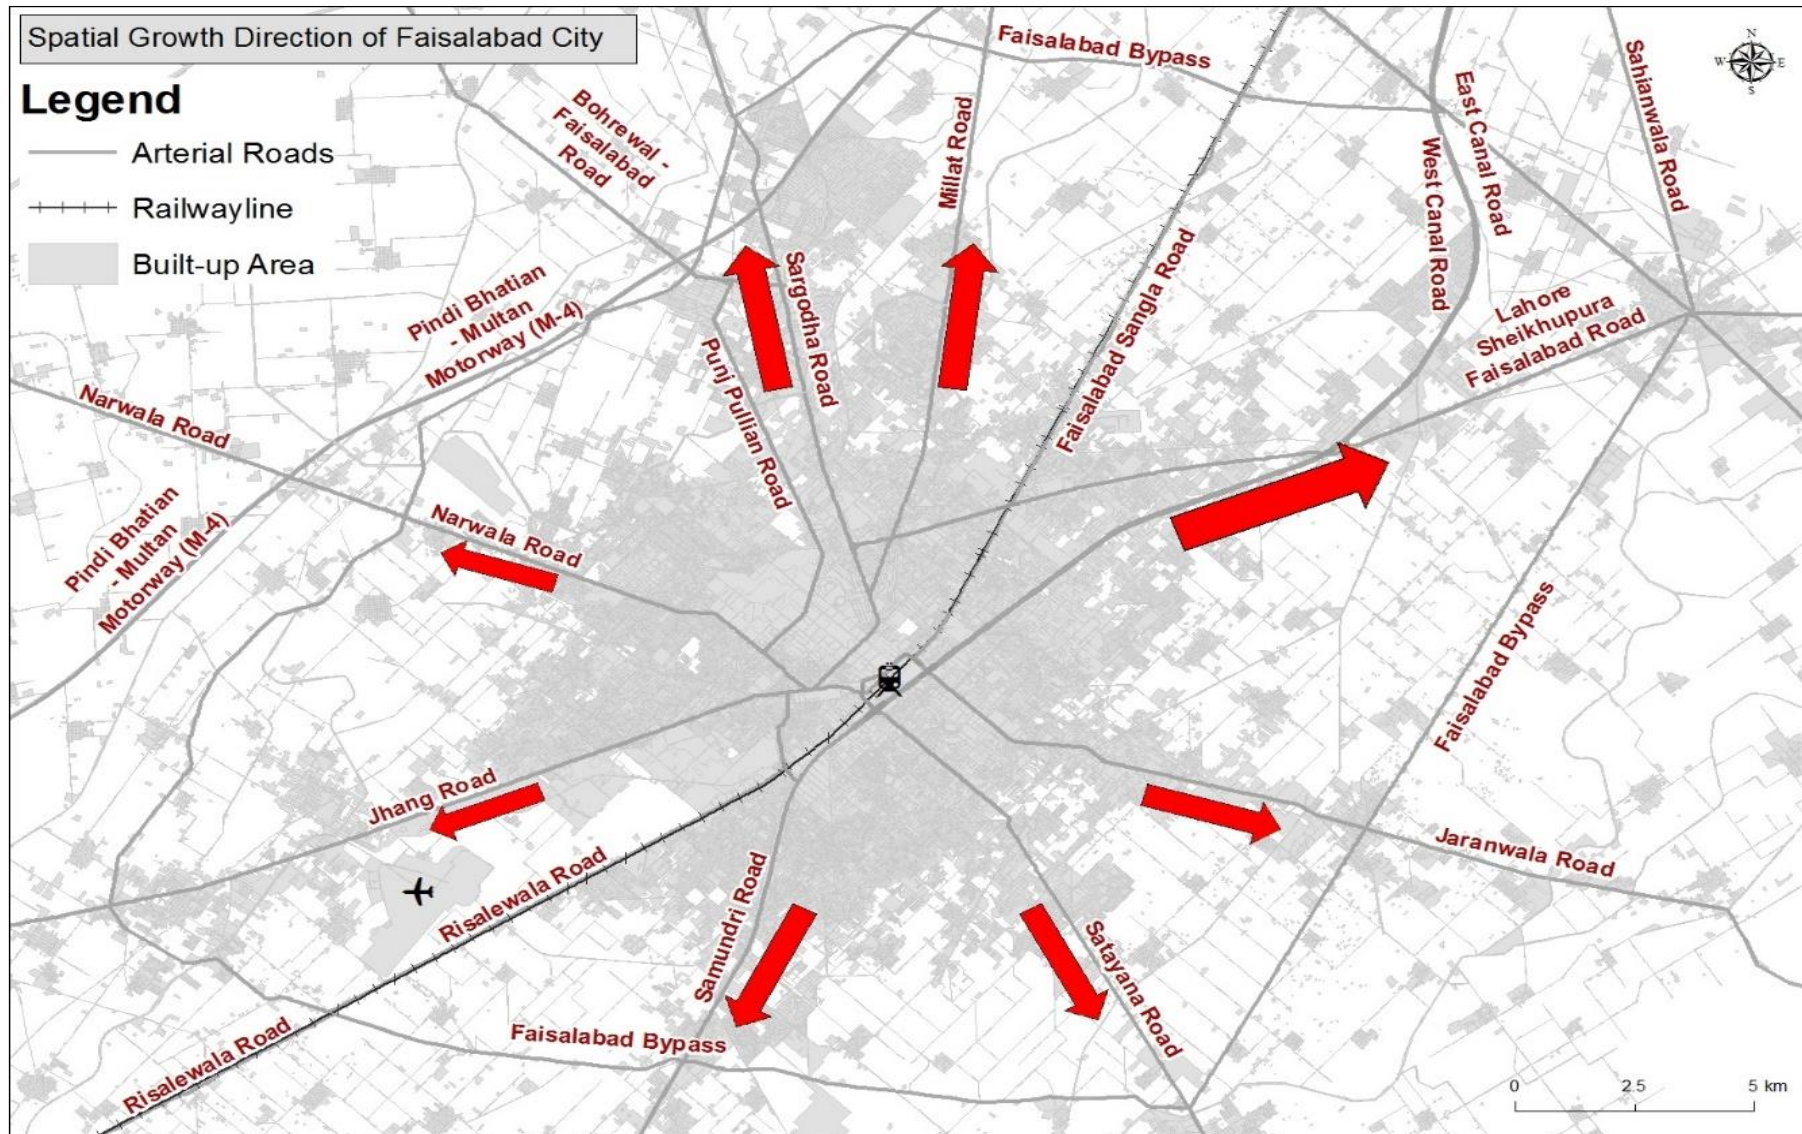 Spatial Growth Direction of Faisalabad City
Legend
Arterial Roads
Railwayline
Built-up Area
N
W
E
S
Faisalabad Bypass
Bohrewal -
Faisalabad
Road
Millat Road
East Canal Road
West Canal Road
Sahianwala Road
Pindi Bhatian
- Multan
Motorway (M-4)
Sargodha Road
Punj Pullian Road
Faisalabad Sangla Road
Lahore
Sheikhupura
Faisalabad Road
Narwala Road
Narwala Road
Pindi Bhatian
- Multan
Motorway (M-4)
Faisalabad Bypass
Jhang Road
Risalewala Road
Samundri Road
Satayana Road
Jaranwala Road
Faisalabad Bypass
Risalewala Road
0 2.5 5 km